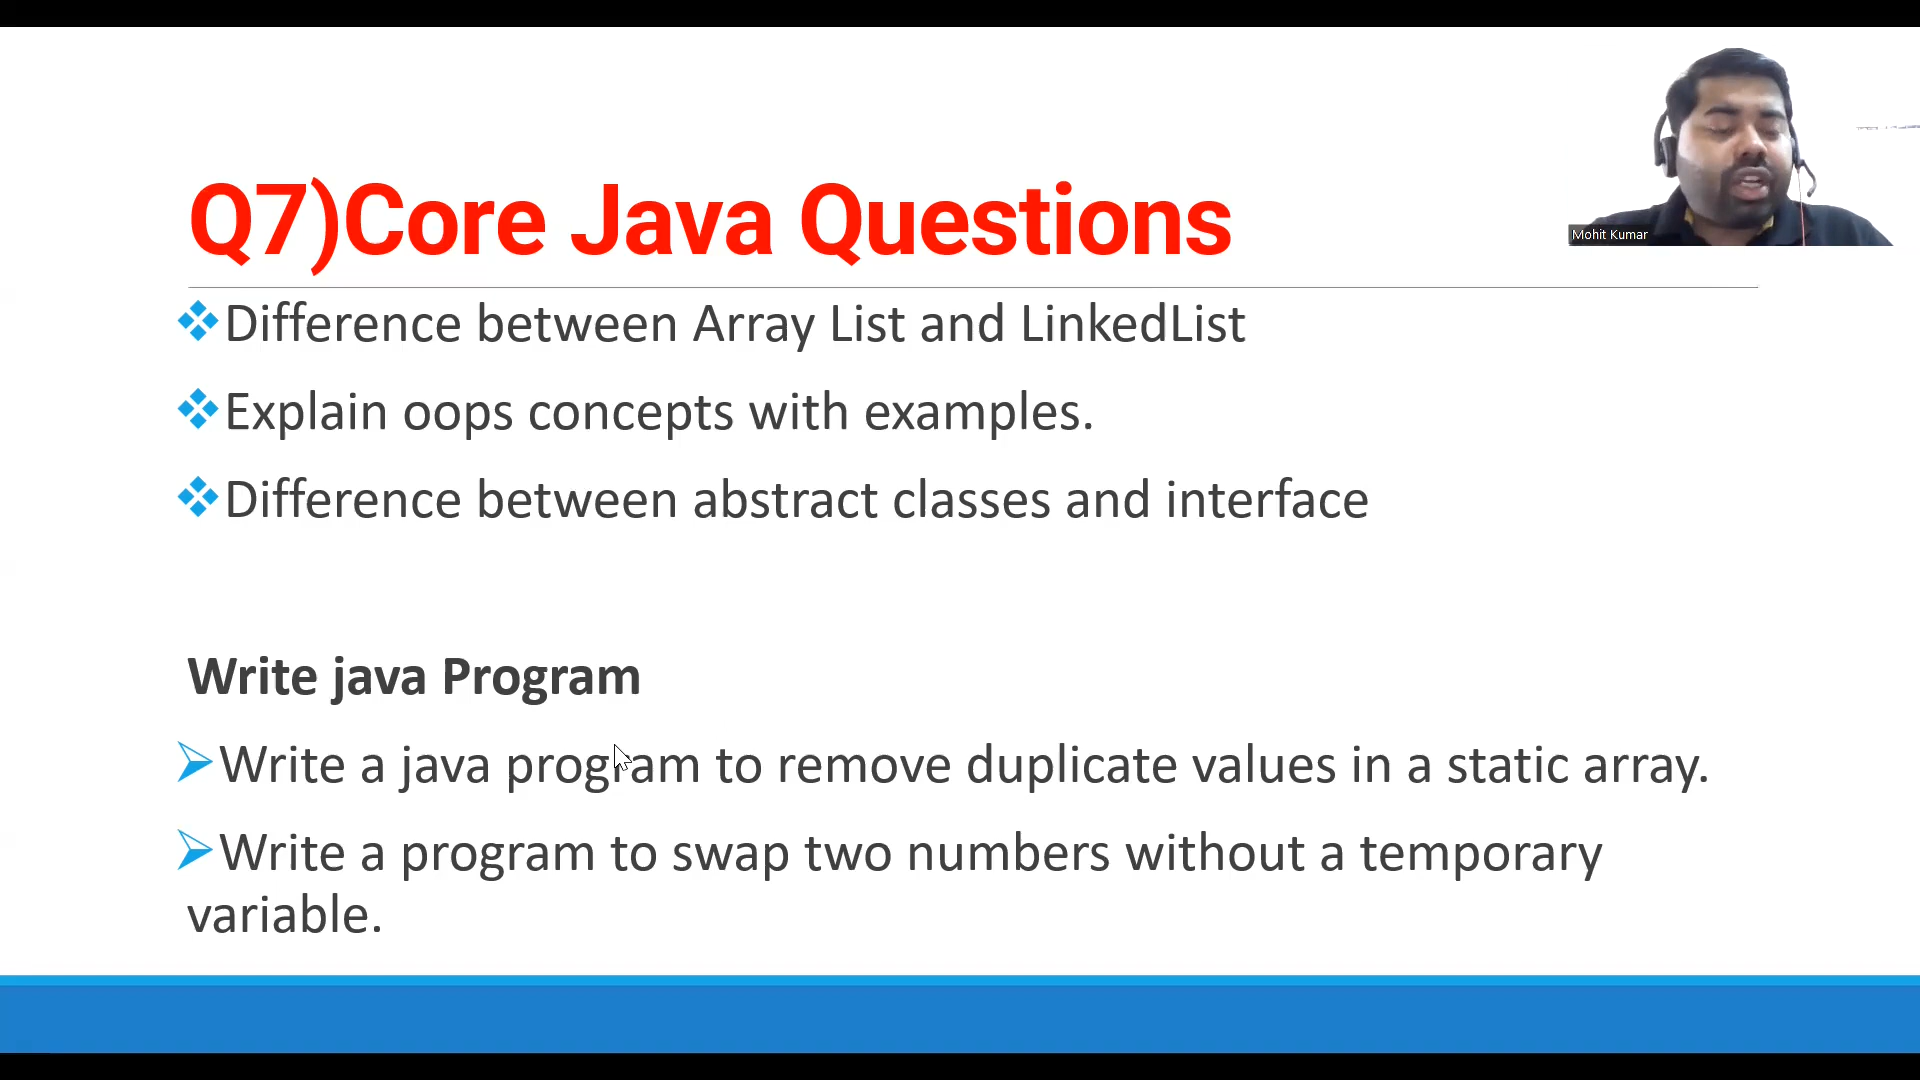 Mohit Kumar
Q7)Core Java Questions
Difference between Array List and LinkedList
Explain oops concepts with examples.
Difference between abstract classes and interface
Write java Program
Write a java program to remove duplicate values in a static array.
Write a program to swap two numbers without a temporary
variable.